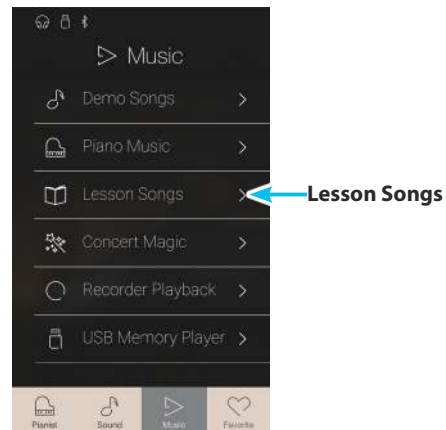 Music
Demo Songs
Piano Music
Lesson Songs
Lesson Songs
Concert Magic
Recorder Playback
USB Memory Player
Pianist Sound Music Favorite